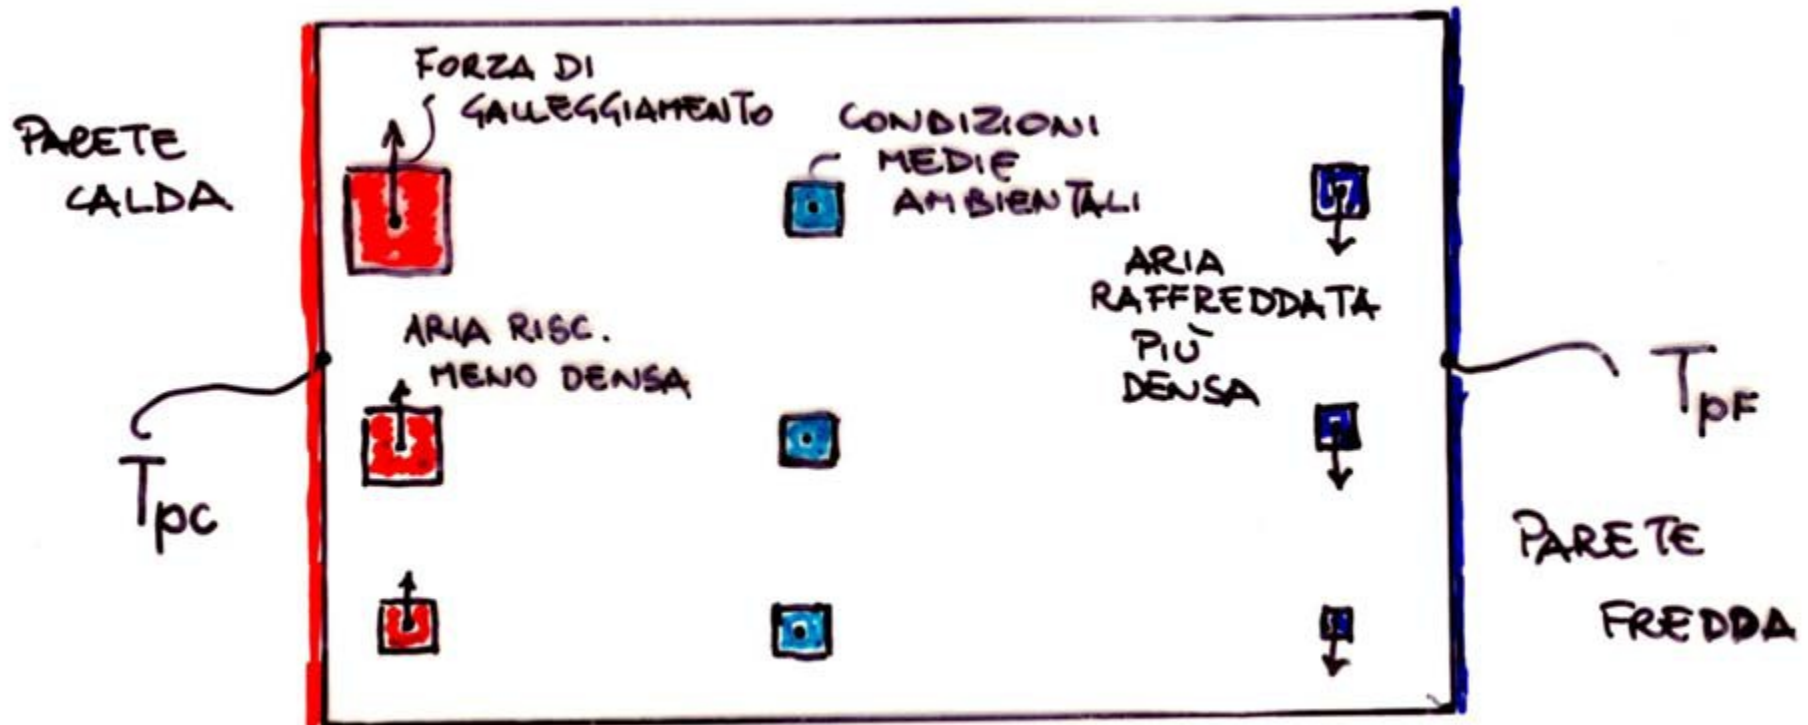 FORZA DI
GALLEGGIAMENTO
CONDIZIONI
MEDIE
AMBIENTALI
PARETE
CALDA
ARIA
RAFFREDDATA
PIÙ
DENSA
ARIA RISC.
MENO DENSA
Tpc
TpF
PARETE
FREDDA